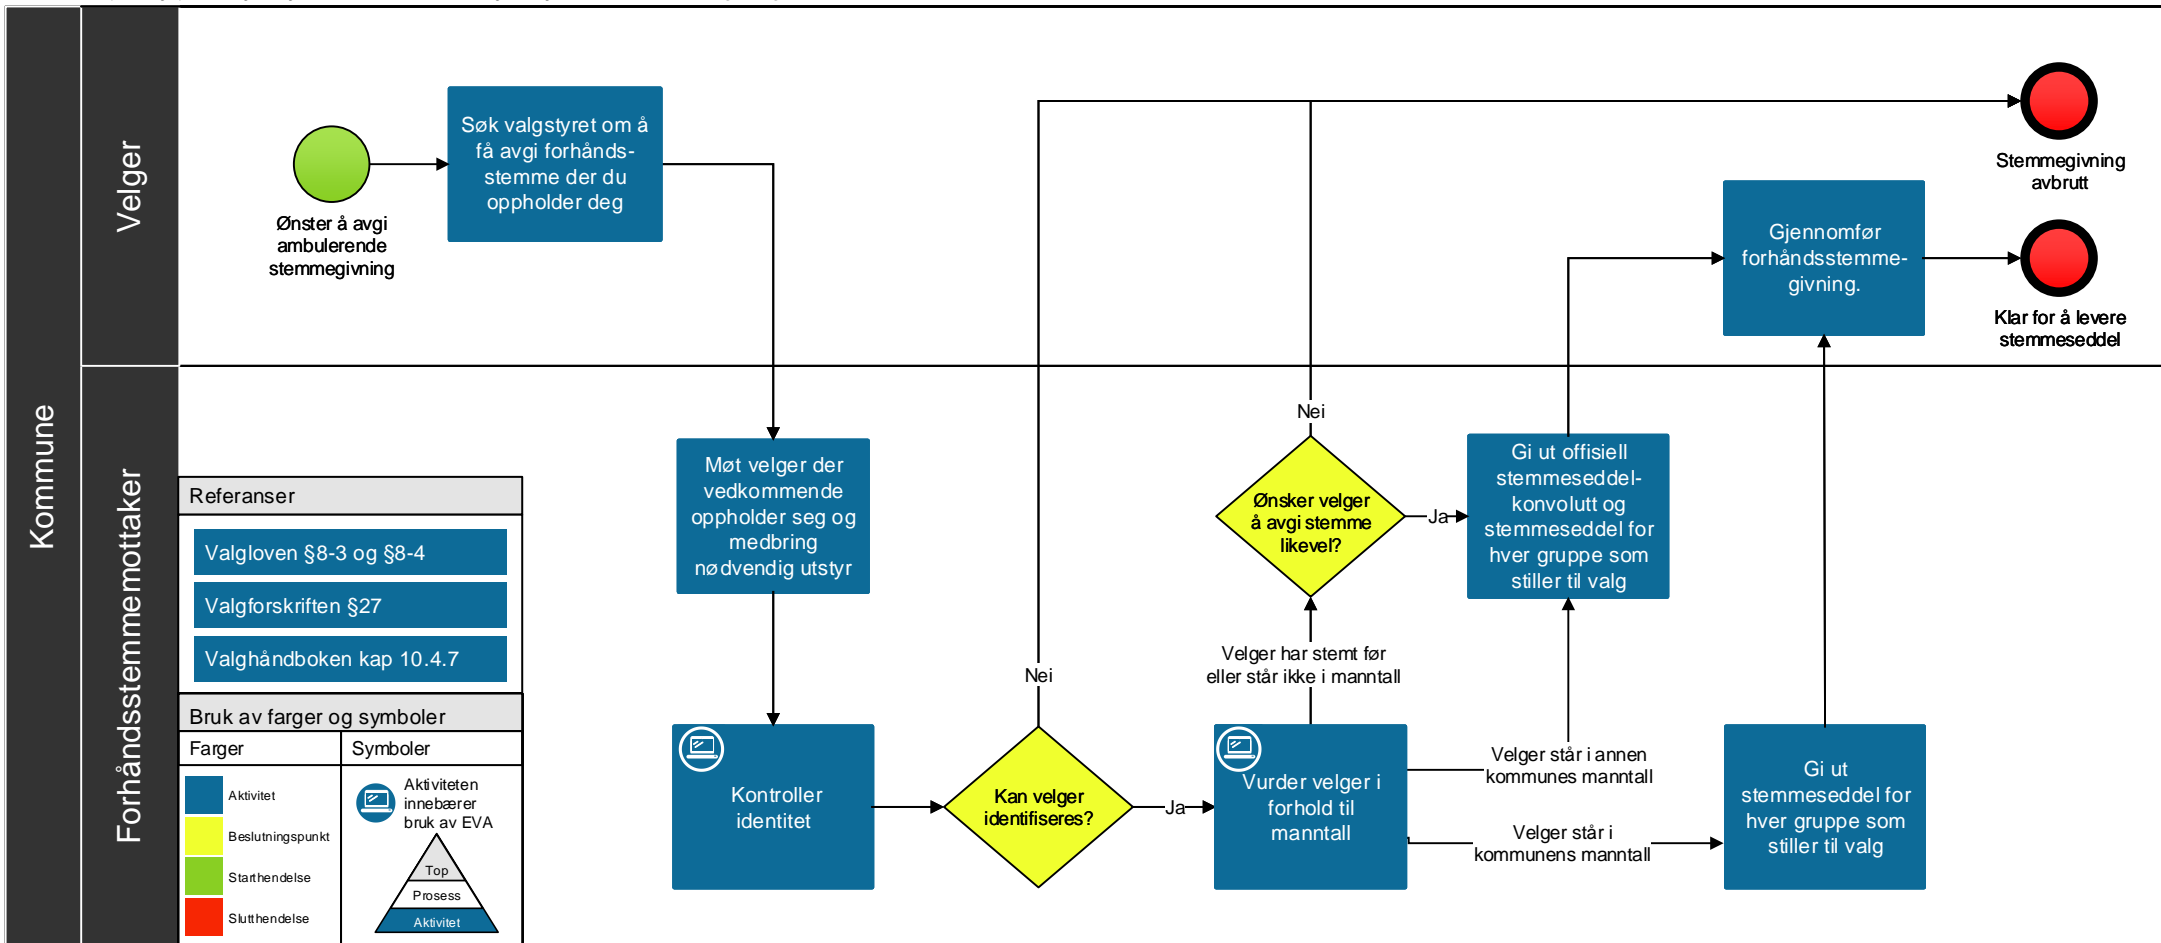 Kommune
Velger
Forhåndsstemmemottaker
Ønster å avgi
ambulerende
stemmegivning
Søk valgstyret om å
få avgi forhånds-
stemme der du
oppholder deg
Stemmegivning
avbrutt
Gjennomfør
forhåndsstemme-
givning.
Klar for å levere
stemmeseddel
Møt velger der
vedkommende
oppholder seg og
medbring
nødvendig utstyr
Kontroller
identitet
Kan velger
identifiseres?
Nei
Ja
Vurder velger i
forhold til
manntall
Velger har stemt før
eller står ikke i manntall
Ønsker velger
å avgi stemme
likevel?
Nei
Ja
Gi ut offisiell
stemmeseddel-
konvolutt og
stemmeseddel for
hver gruppe som
stiller til valg
Velger står i annen
kommunes manntall
Velger står i
kommunens manntall
Gi ut
stemmeseddel for
hver gruppe som
stiller til valg
Referanser
Valgloven §8-3 og §8-4
Valgforskriften §27
Valghåndboken kap 10.4.7
Bruk av farger og symboler
Farger
Symboler
Aktivitet
Beslutningspunkt
Starthendelse
Slutthendelse
Aktiviteten
innebærer
bruk av EVA
Top
Prosess
Aktivitet